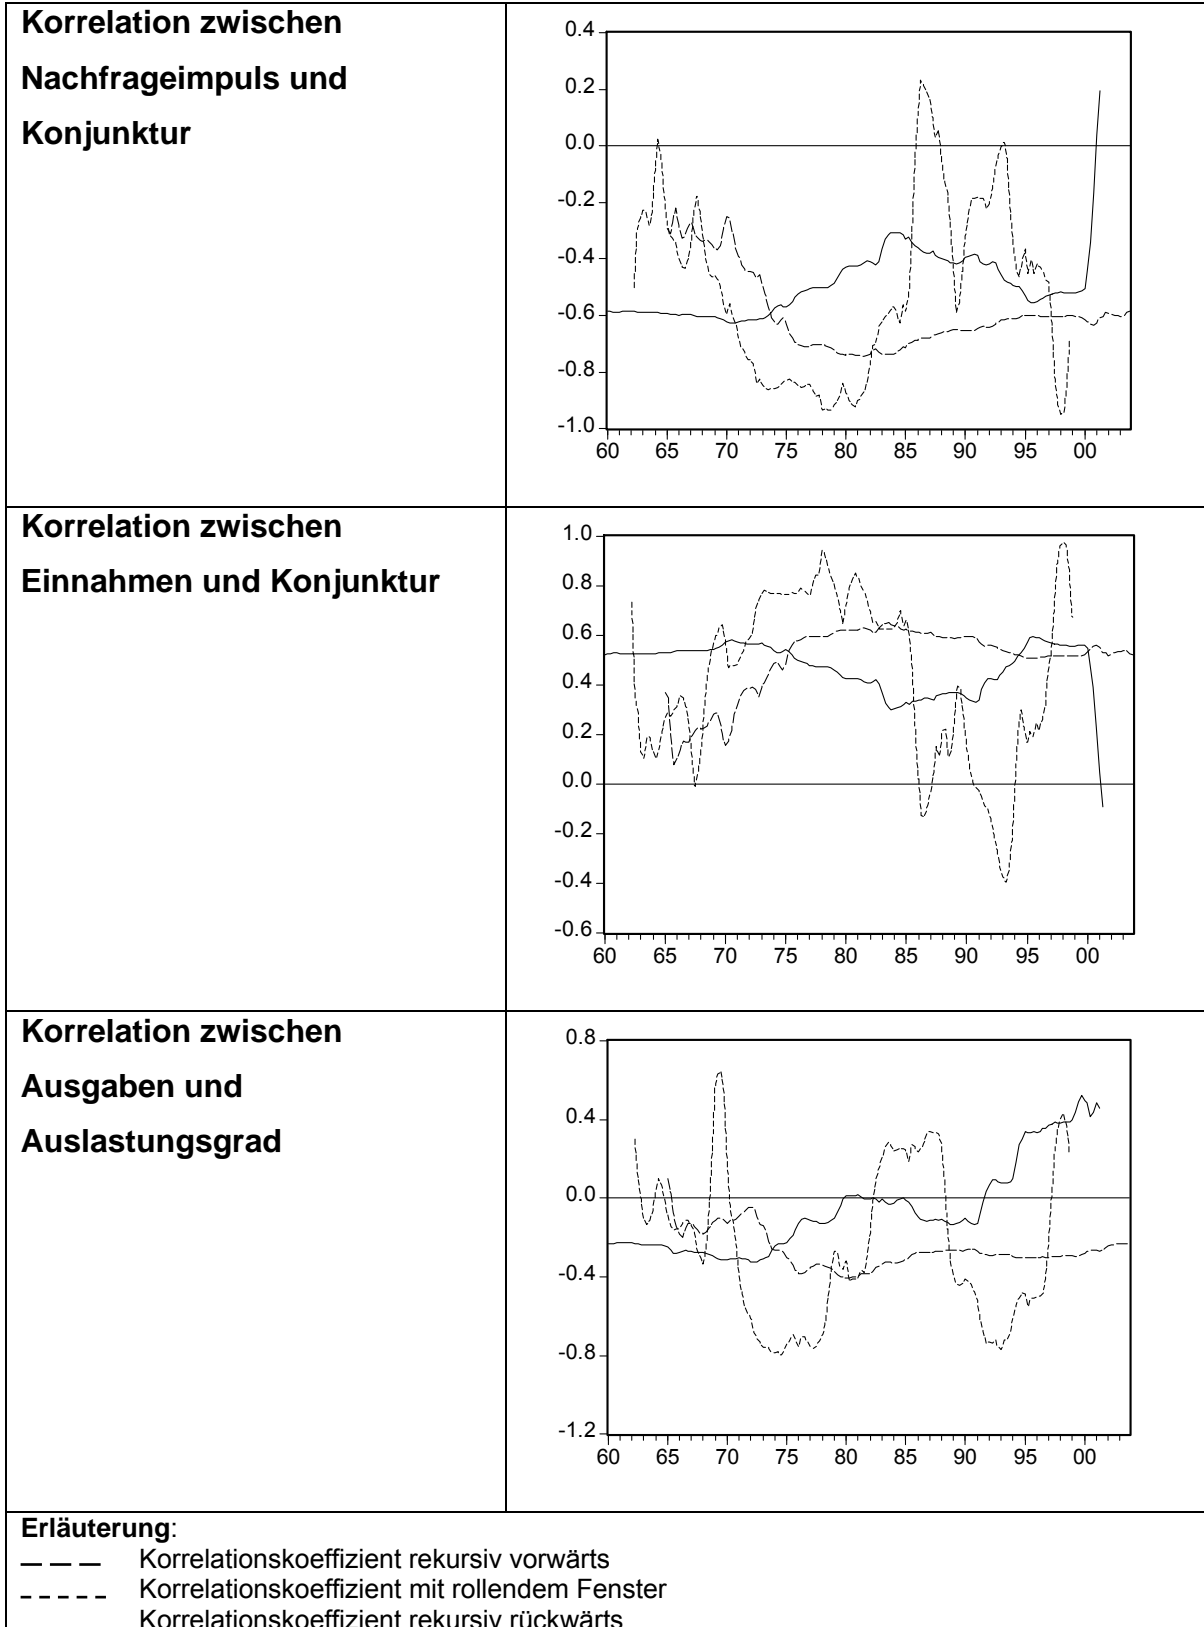 Korrelation zwischen
Nachfrageimpuls und
Konjunktur
0.4
0.2
0.0
-0.2
-0.4
-0.6
-0.8
-1.0
60 65 70 75 80 85 90 95 00
Korrelation zwischen
Einnahmen und Konjunktur
1.0
0.8
0.6
0.4
0.2
0.0
-0.2
-0.4
-0.6
60 65 70 75 80 85 90 95 00
Korrelation zwischen
Ausgaben und
Auslastungsgrad
0.8
0.4
0.0
-0.4
-0.8
-1.2
60 65 70 75 80 85 90 95 00
Erläuterung:
Korrelationskoeffizient rekursiv vorwärts
Korrelationskoeffizient mit rollendem Fenster
Korrelationskoeffizient rekursiv rückwärts